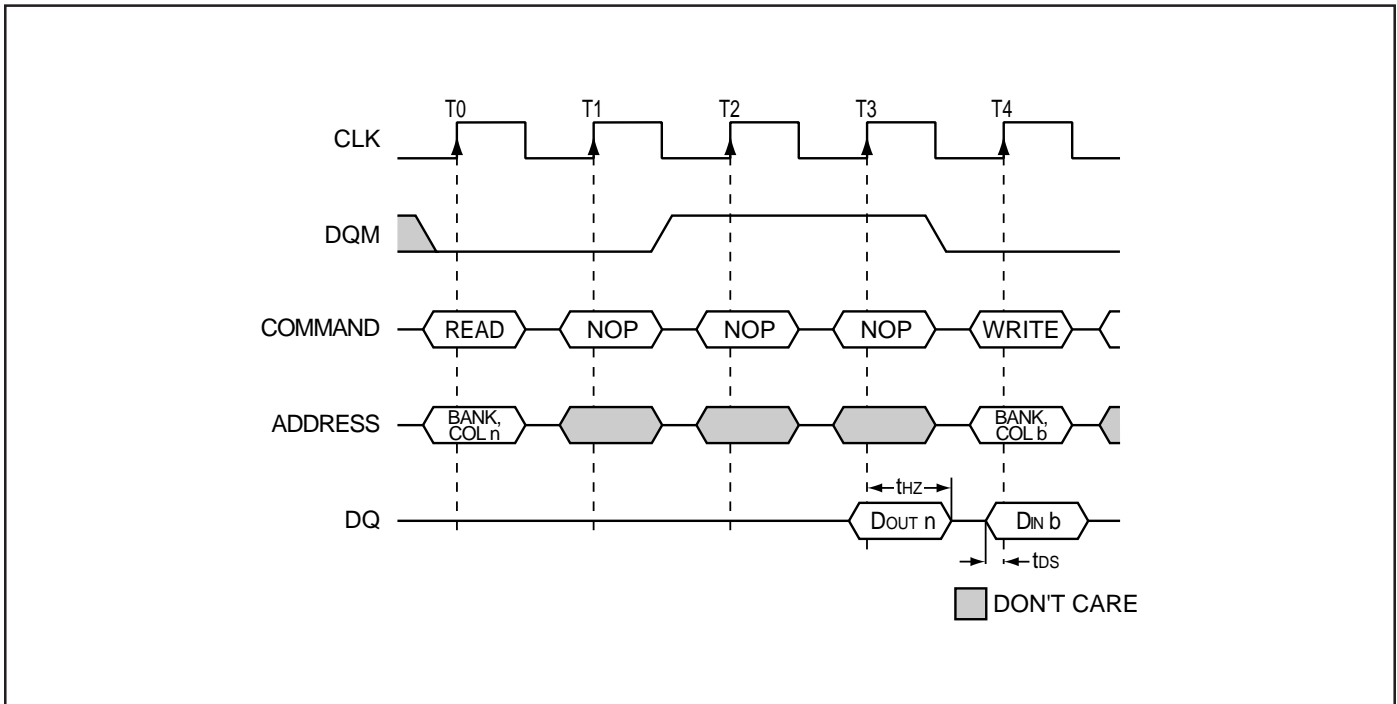 T0 T1 T2 T3 T4
CLK
DQM
COMMAND READ NOP NOP NOP WRITE
ADDRESS BANK, COL n BANK, COL b
tHZ
DQ DOUT n DIN b
tDS
DON'T CARE